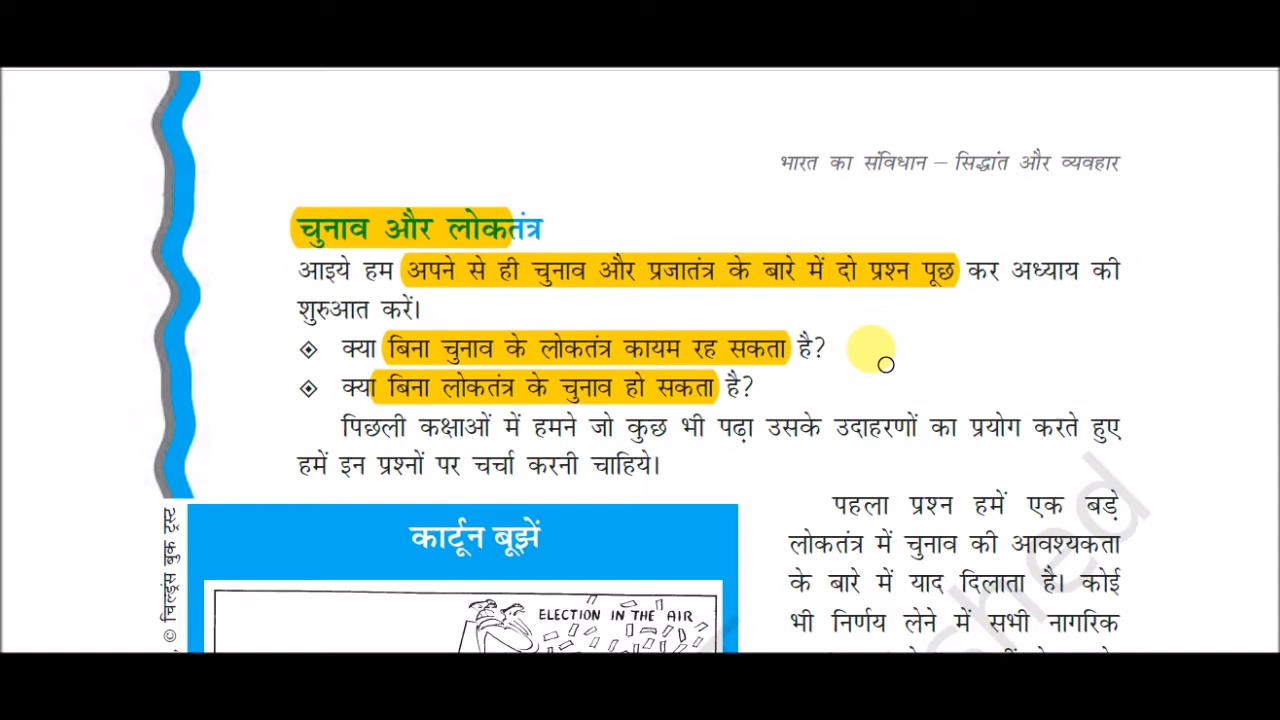 भारत का संविधान – सिद्धांत और व्यवहार
चुनाव और लोकतंत्र
आइये हम अपने से ही चुनाव और प्रजातंत्र के बारे में दो प्रश्न पूछ कर अध्याय की
शुरुआत करें।
क्या बिना चुनाव के लोकतंत्र कायम रह सकता है?
क्या बिना लोकतंत्र के चुनाव हो सकता है?
पिछली कक्षाओं में हमने जो कुछ भी पढ़ा उसके उदाहरणों का प्रयोग करते हुए
हमें इन प्रश्नों पर चर्चा करनी चाहिये।
© चिल्ड्रंस बुक ट्रस्ट
कार्टून बूझें
ELECTION IN THE AIR
पहला प्रश्न हमें एक बड़े
लोकतंत्र में चुनाव की आवश्यकता
के बारे में याद दिलाता है। कोई
भी निर्णय लेने में सभी नागरिक
shed